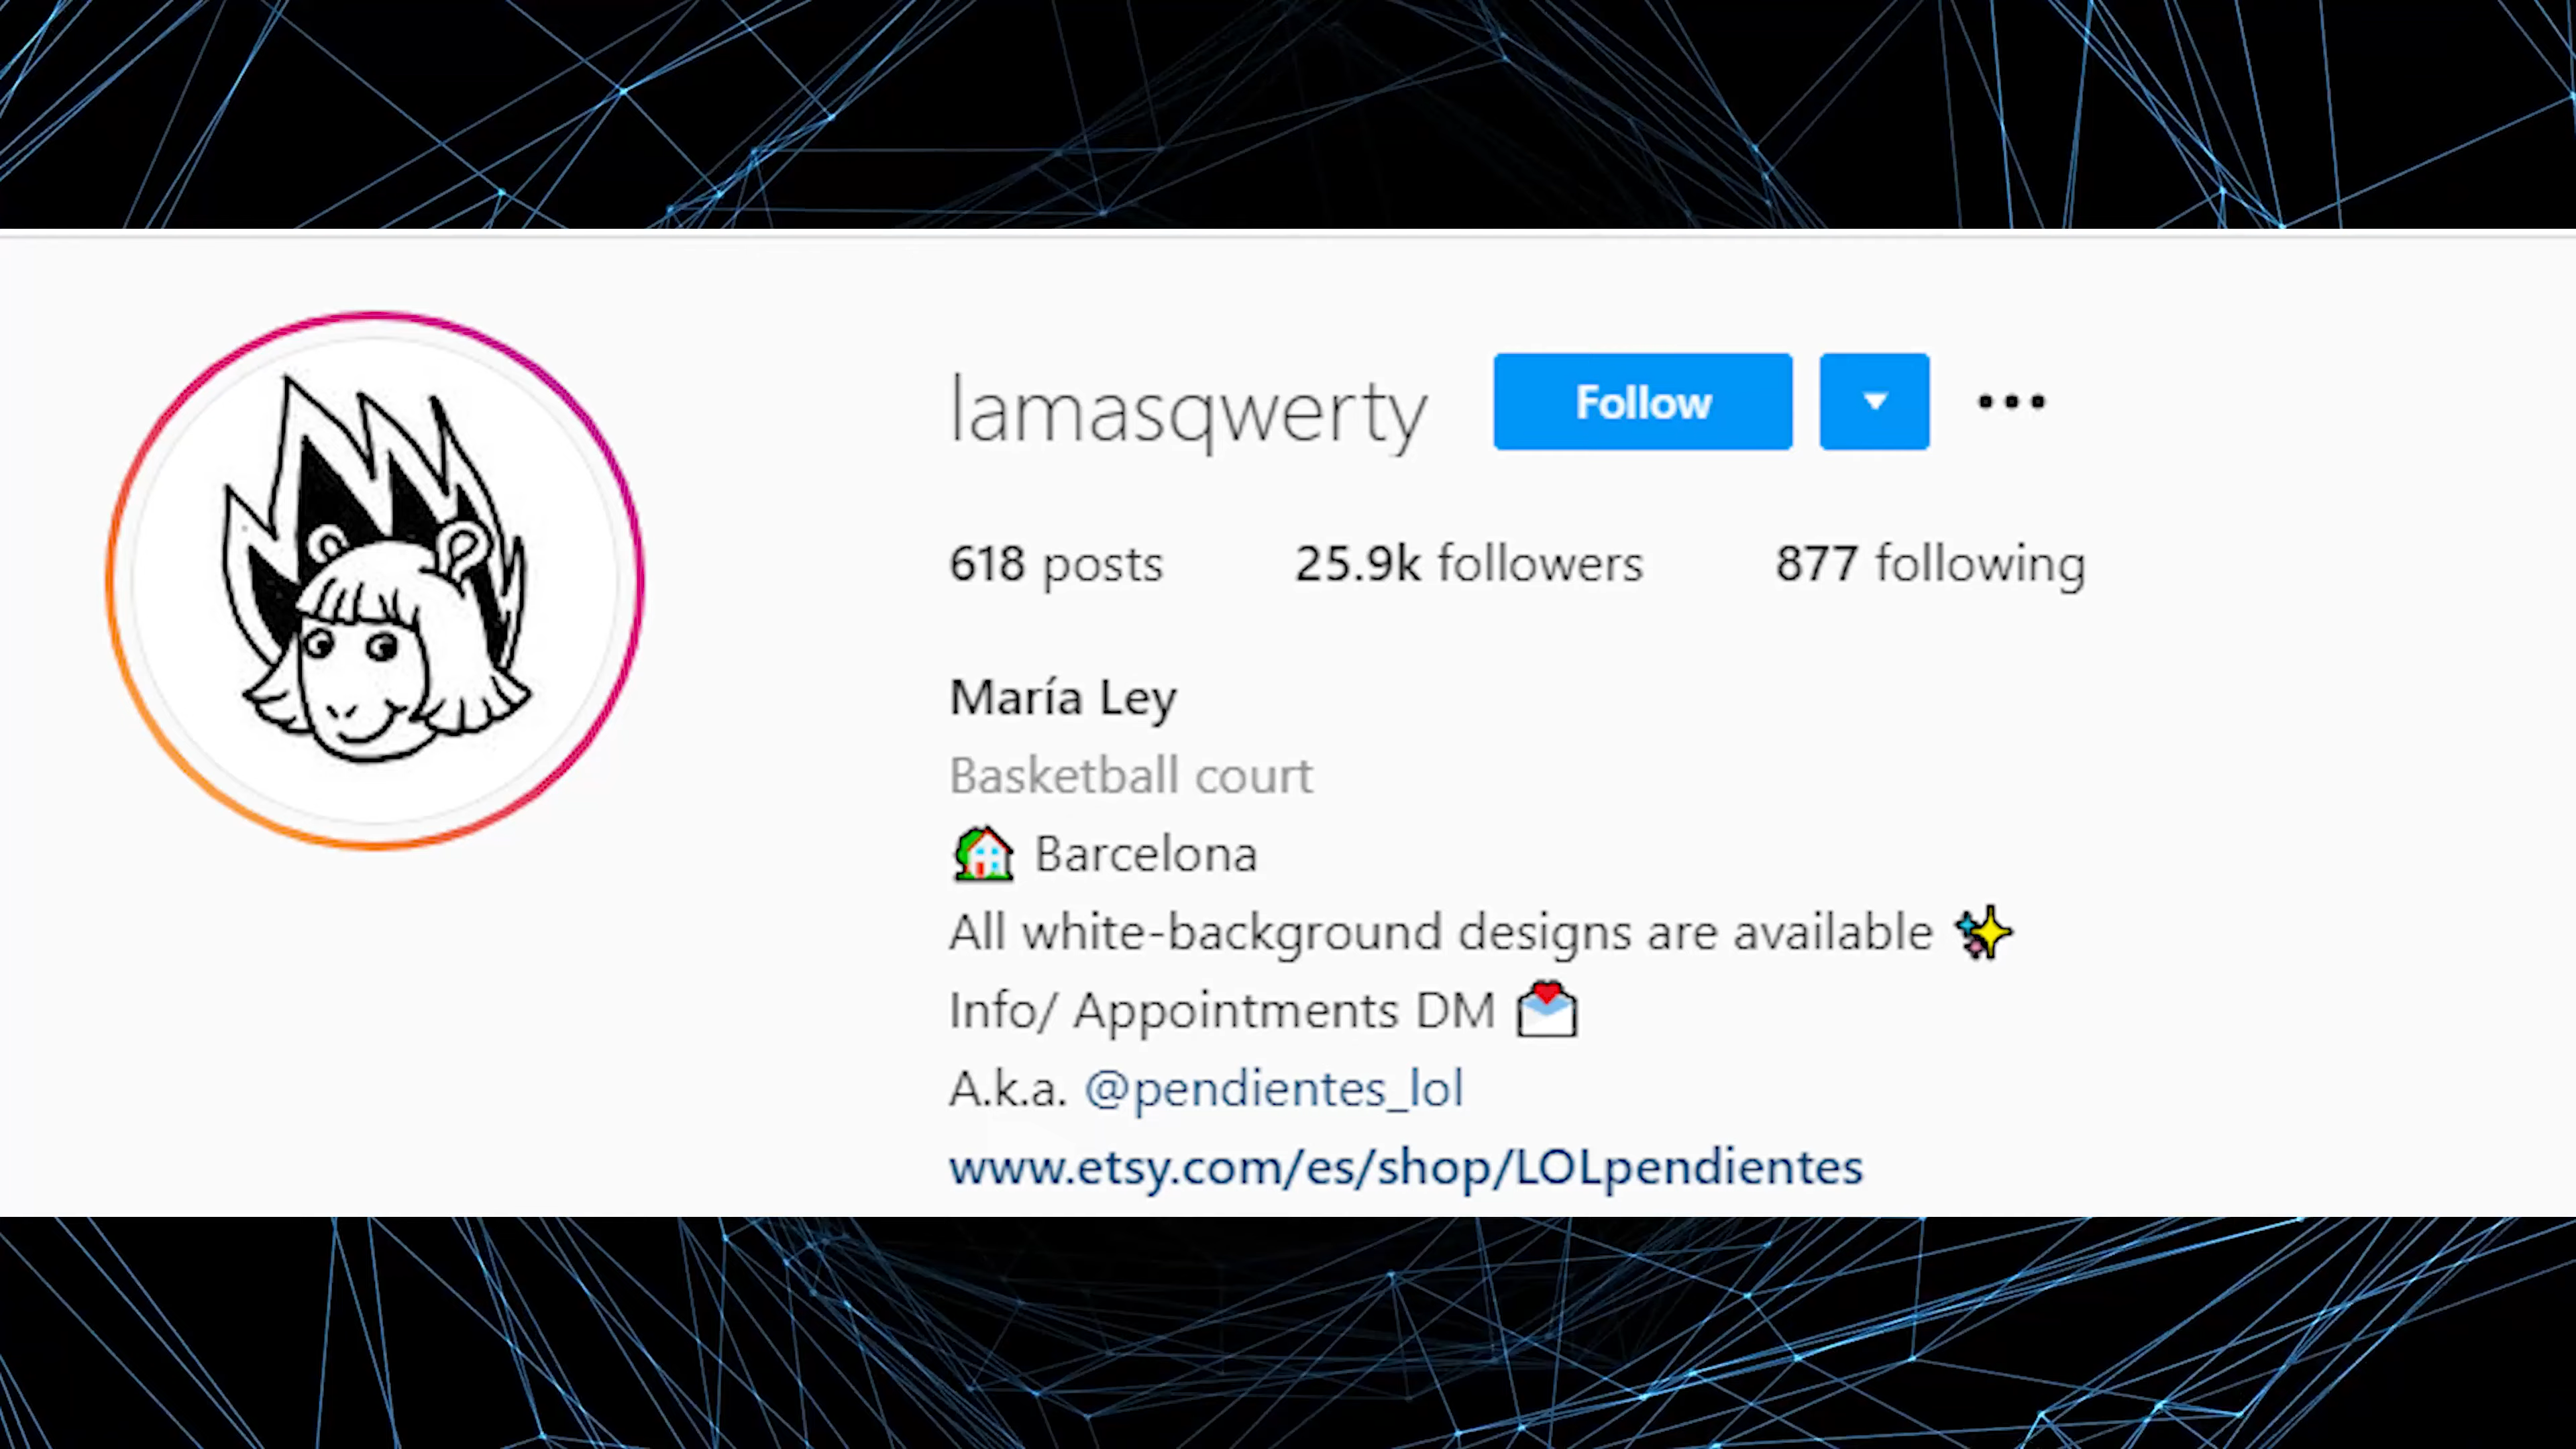 lamasqwerty Follow
618 posts 25.9k followers 877 following
María Ley
Basketball court
Barcelona
All white-background designs are available
Info/ Appointments DM
A.k.a. @pendientes_lol
www.etsy.com/es/shop/LOLpendientes